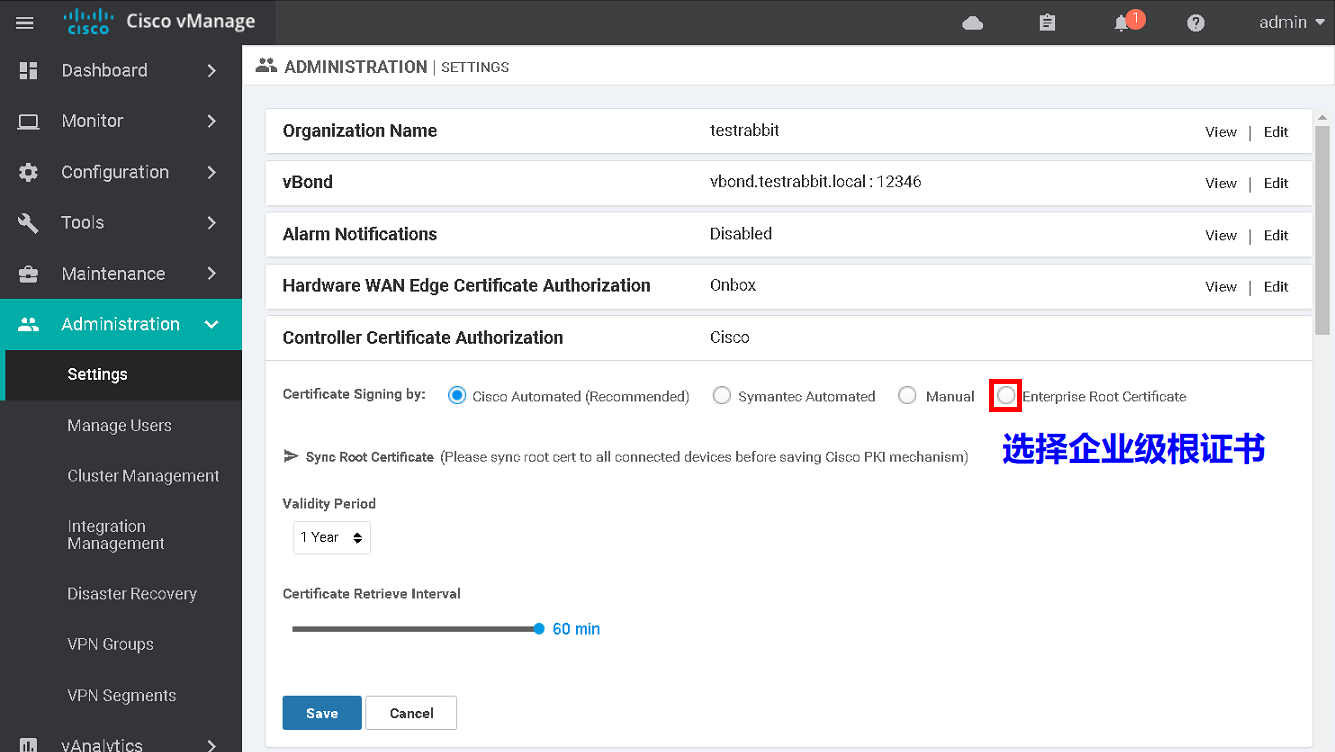 cisco Cisco vManage
1
admin
Dashboard
Monitor
Configuration
Tools
Maintenance
Administration
Settings
Manage Users
Cluster Management
Integration
Management
Disaster Recovery
VPN Groups
VPN Segments
vAnalytics
ADMINISTRATION | SETTINGS
Organization Name testrabbit View | Edit
vBond vbond.testrabbit.local : 12346 View | Edit
Alarm Notifications Disabled View | Edit
Hardware WAN Edge Certificate Authorization Onbox View | Edit
Controller Certificate Authorization Cisco
Certificate Signing by: Cisco Automated (Recommended) Symantec Automated Manual Enterprise Root Certificate
选择企业级根证书
Sync Root Certificate (Please sync root cert to all connected devices before saving Cisco PKI mechanism)
Validity Period
1 Year
Certificate Retrieve Interval
60 min
Save Cancel